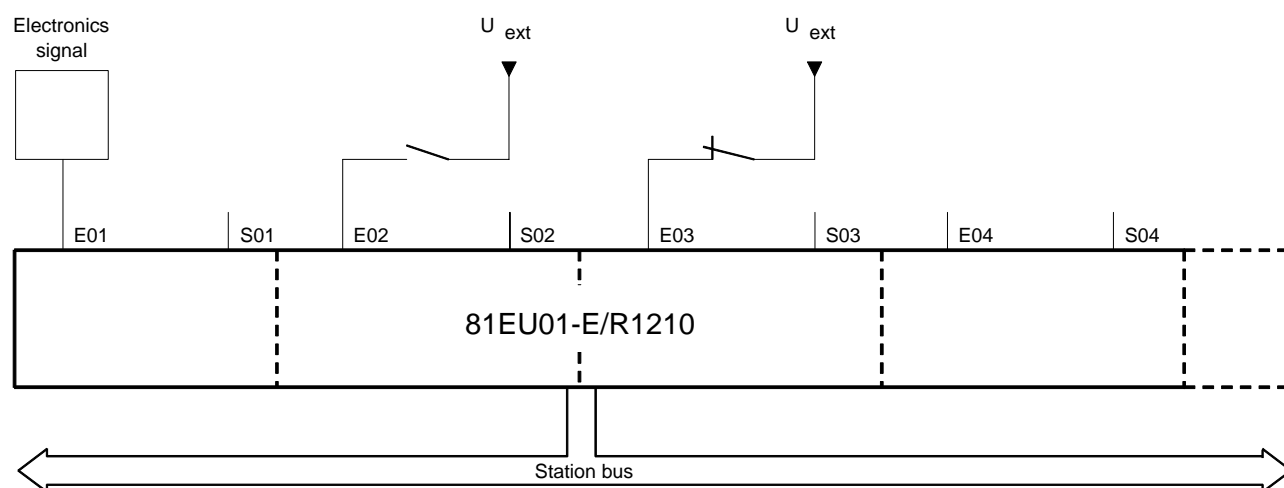 Electronics
signal
U ext
U ext
E01
S01
E02
S02
E03
S03
E04
S04
81EU01-E/R1210
Station bus